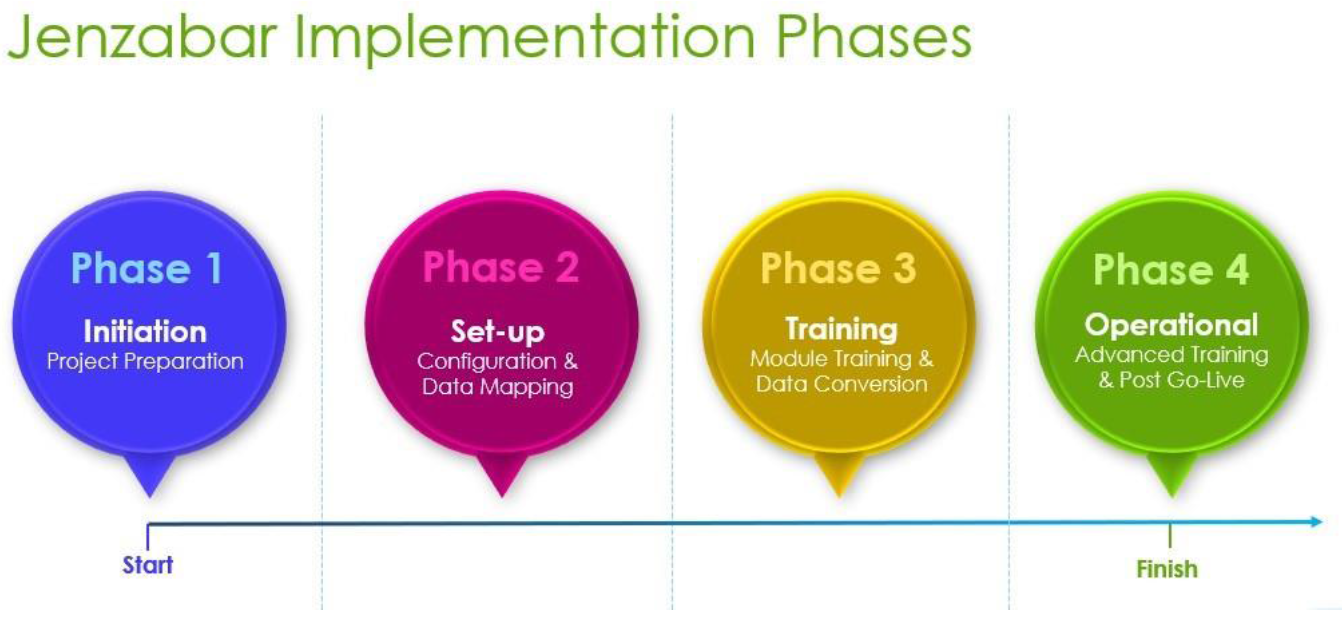 Jenzabar Implementation Phases
Phase 1
Initiation
Project Preparation
Phase 2
Set-up
Configuration &
Data Mapping
Phase 3
Training
Module Training &
Data Conversion
Phase 4
Operational
Advanced Training
& Post Go-Live
Start
Finish